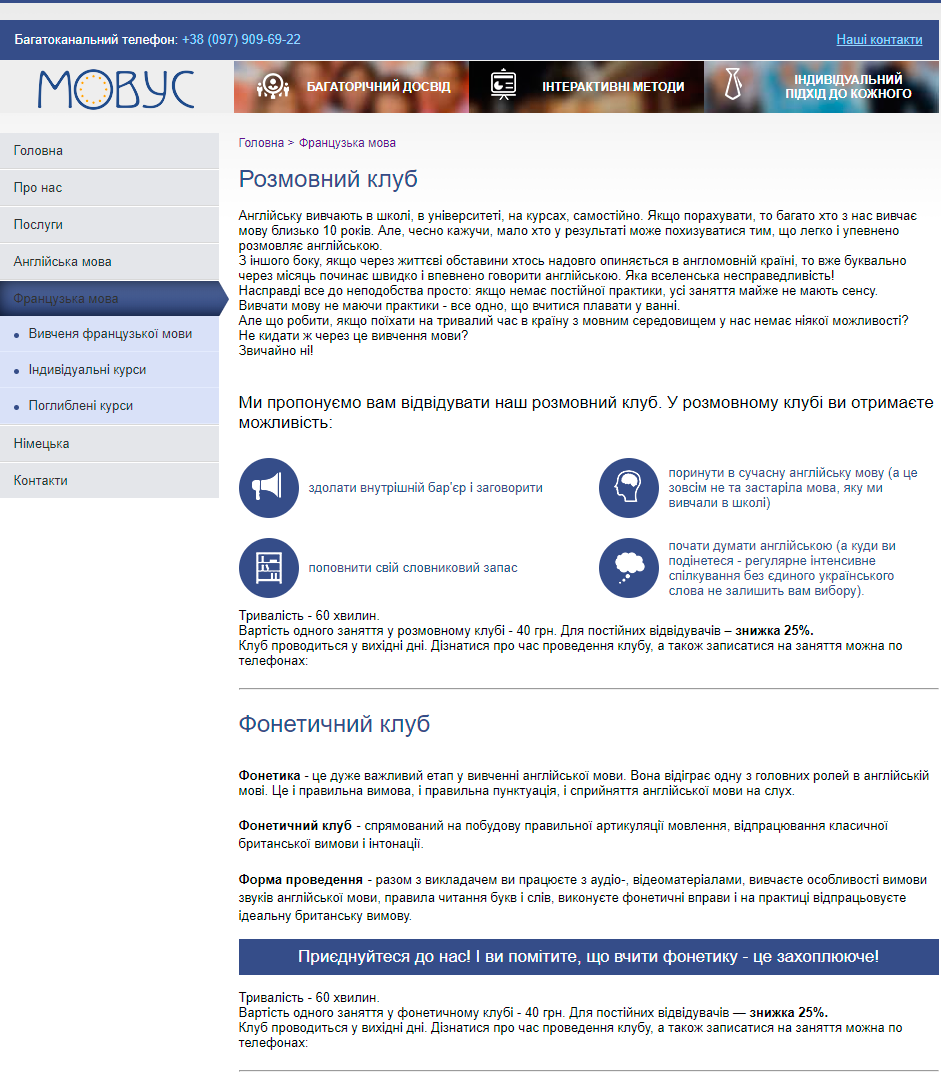 Багатоканальний телефон: +38 (097) 909-69-22
Наші контакти
МОВУС
БАГАТОРІЧНИЙ ДОСВІД
ІНТЕРАКТИВНІ МЕТОДИ
ІНДИВІДУАЛЬНИЙ
ПІДХІД ДО КОЖНОГО
Головна
Про нас
Послуги
Англійська мова
Французька мова
Вивченя французької мови
Індивідуальні курси
Поглиблені курси
Німецька
Контакти
Головна > Французька мова
Розмовний клуб
Англійську вивчають в школі, в університеті, на курсах, самостійно. Якщо порахувати, то багато хто з нас вивчає
мову близько 10 років. Але, чесно кажучи, мало хто у результаті може похизуватися тим, що легко і упевнено
розмовляє англійською.
З іншого боку, якщо через життєві обставини хтось надовго опиняється в англомовній країні, то вже буквально
через місяць починає швидко і впевнено говорити англійською. Яка вселенська несправедливість!
Насправді все до неподобства просто: якщо немає постійної практики, усі заняття майже не мають сенсу.
Вивчати мову не маючи практики - все одно, що вчитися плавати у ванні.
Але що робити, якщо поїхати на тривалий час в країну з мовним середовищем у нас немає ніякої можливості?
Не кидати ж через це вивчення мови?
Звичайно ні!
Ми пропонуємо вам відвідувати наш розмовний клуб. У розмовному клубі ви отримаєте
можливість:
здолати внутрішній бар'єр і заговорити
поринути в сучасну англійську мову (а це
зовсім не та застаріла мова, яку ми
вивчали в школі)
поповнити свій словниковий запас
почати думати англійською (а куди ви
подінетеся - регулярне інтенсивне
спілкування без єдиного українського
слова не залишить вам вибору).
Тривалість - 60 хвилин.
Вартість одного заняття у розмовному клубі - 40 грн. Для постійних відвідувачів – знижка 25%.
Клуб проводиться у вихідні дні. Дізнатися про час проведення клубу, а також записатися на заняття можна по
телефонах:
Фонетичний клуб
Фонетика - це дуже важливий етап у вивченні англійської мови. Вона відіграє одну з головних ролей в англійській
мові. Це і правильна вимова, і правильна пунктуація, і сприйняття англійської мови на слух.
Фонетичний клуб - спрямований на побудову правильної артикуляції мовлення, відпрацювання класичної
британської вимови і інтонації.
Форма проведення - разом з викладачем ви працюєте з аудіо-, відеоматеріалами, вивчаєте особливості вимови
звуків англійської мови, правила читання букв і слів, виконуєте фонетичні вправи і на практиці відпрацьовуєте
ідеальну британську вимову.
Приєднуйтеся до нас! І ви помітите, що вчити фонетику - це захоплююче!
Тривалість - 60 хвилин.
Вартість одного заняття у фонетичному клубі - 40 грн. Для постійних відвідувачів — знижка 25%.
Клуб проводиться у вихідні дні. Дізнатися про час проведення клубу, а також записатися на заняття можна по
телефонах: